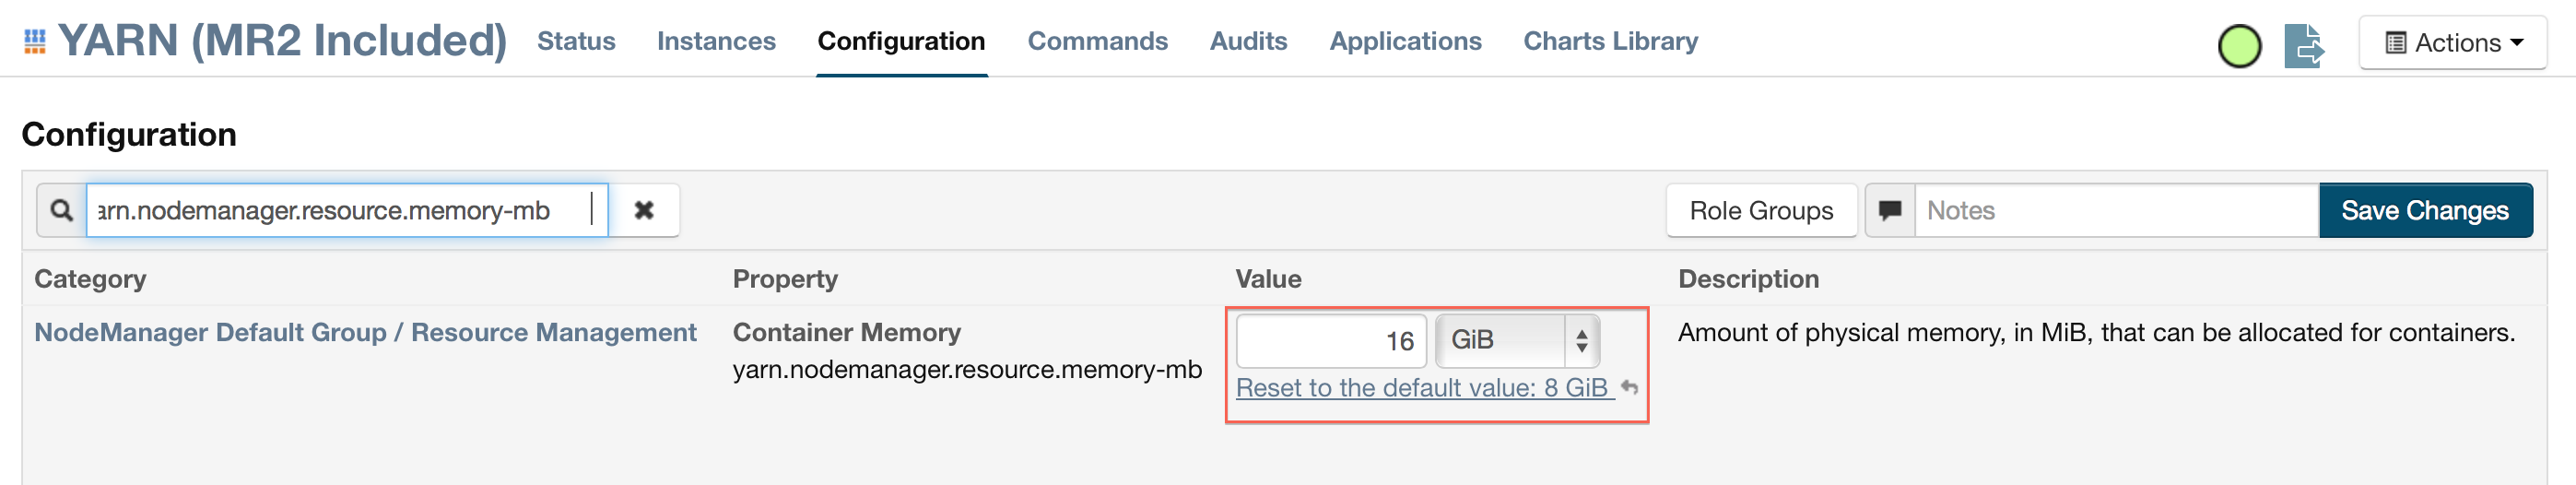 YARN (MR2 Included) Status Instances Configuration Commands Audits Applications Charts Library Actions
Configuration
arn.nodemanager.resource.memory-mb Role Groups Notes Save Changes
Category Property Value Description
NodeManager Default Group / Resource Management Container Memory 16 GiB Amount of physical memory, in MiB, that can be allocated for containers.
yarn.nodemanager.resource.memory-mb
Reset to the default value: 8 GiB